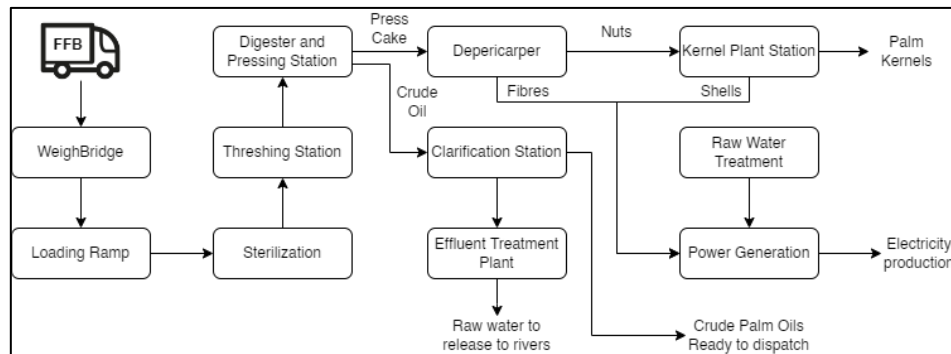 FFB
WeighBridge
Loading Ramp
Sterilization
Threshing Station
Digester and
Pressing Station
Press
Cake
Crude
Oil
Depericarper
Nuts
Kernel Plant Station
Palm
Kernels
Fibres
Shells
Clarification Station
Raw Water
Treatment
Effluent Treatment
Plant
Power Generation
Electricity
production
Raw water to
release to rivers
Crude Palm Oils
Ready to dispatch